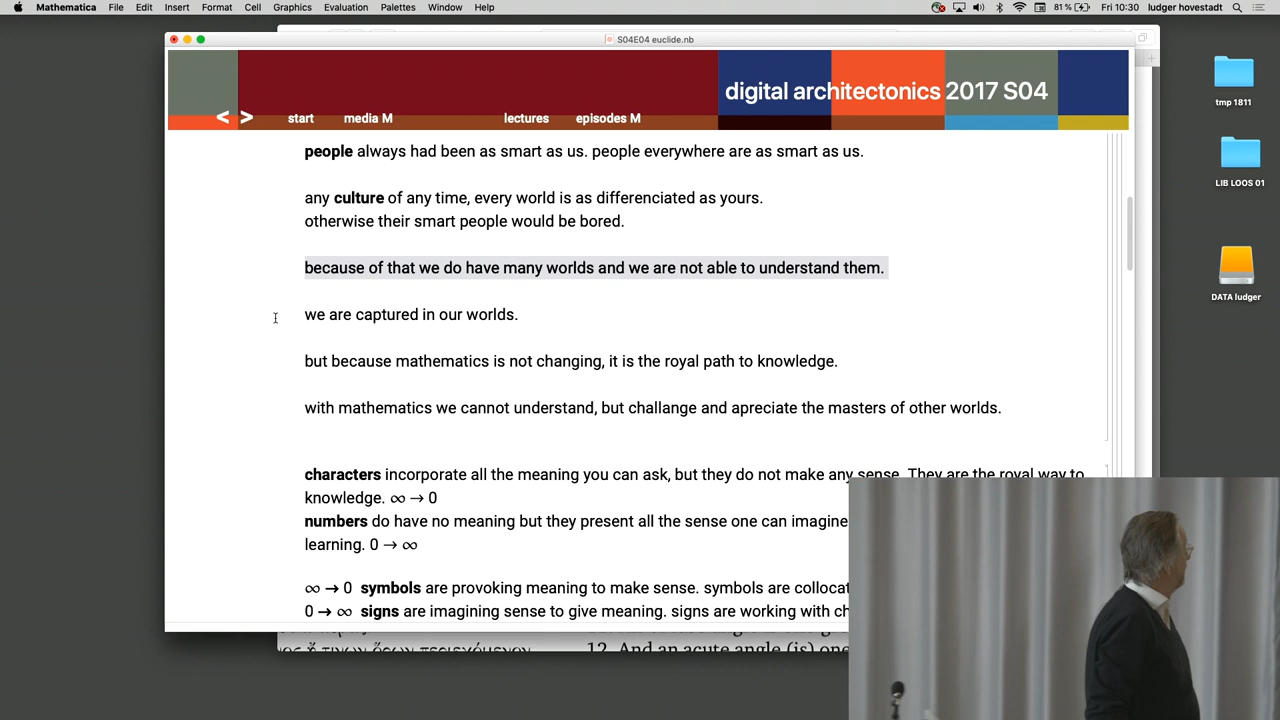 Mathematica File Edit Insert Format Cell Graphics Evaluation Palettes Window Help 81% Fri 10:30 ludger hovestadt
S04E04 euclide.nb
digital architectonics 2017 S04
< > start media M lectures episodes M
tmp 1811
LIB LOOS 01
DATA ludger
people always had been as smart as us. people everywhere are as smart as us.
any culture of any time, every world is as differenciated as yours.
otherwise their smart people would be bored.
because of that we do have many worlds and we are not able to understand them.
we are captured in our worlds.
but because mathematics is not changing, it is the royal path to knowledge.
with mathematics we cannot understand, but challange and apreciate the masters of other worlds.
characters incorporate all the meaning you can ask, but they do not make any sense. They are the royal way to
knowledge. ∞ → 0
numbers do have no meaning but they present all the sense one can imagine
learning. 0 → ∞
∞ → 0 symbols are provoking meaning to make sense. symbols are collocat
0 → ∞ signs are imagining sense to give meaning. signs are working with ch
12. And an acute angle (is) one